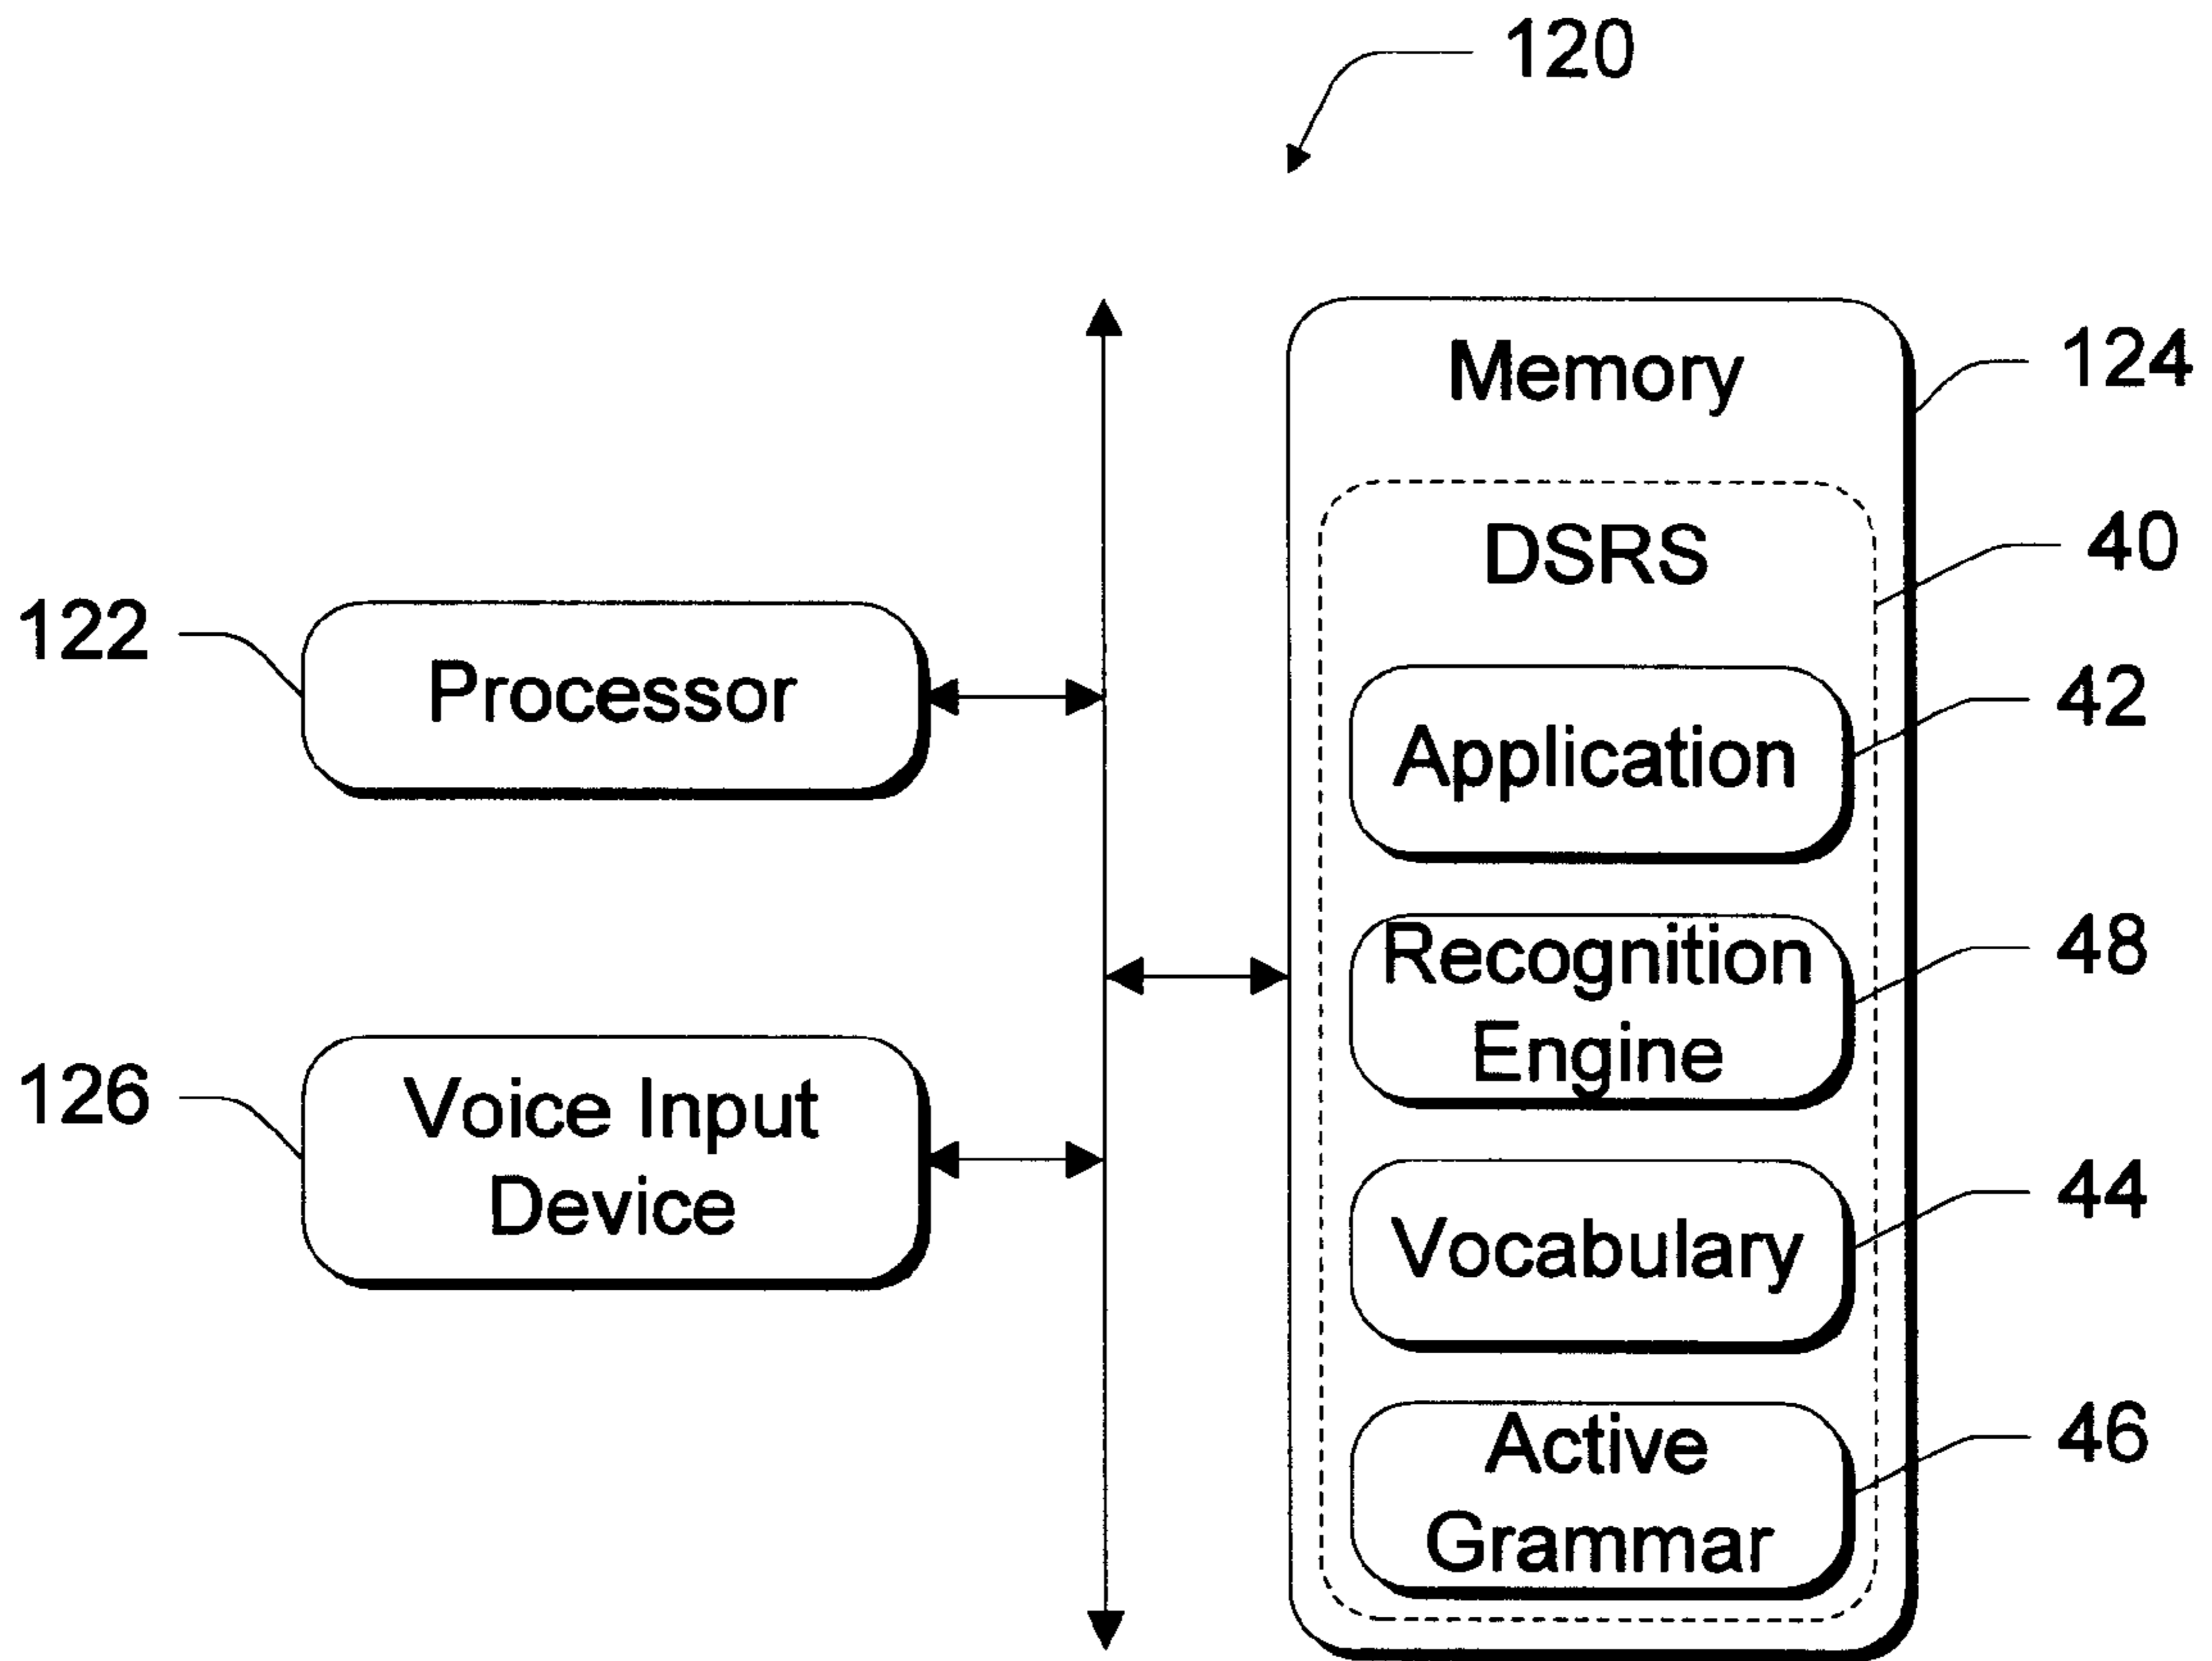 120
Memory
124
DSRS
40
122
Processor
Application
42
Recognition
Engine
48
126
Voice Input
Device
Vocabulary
44
Active
Grammar
46